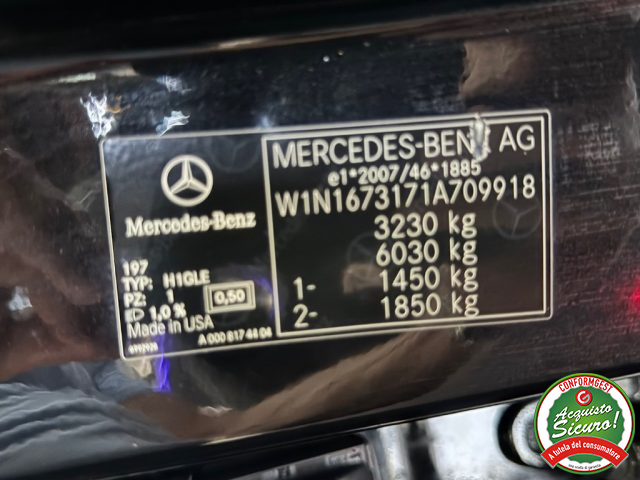 MERCEDES-BENZ AG
e1*2007/46*1885
W1N1673171A709918
3230 kg
6030 kg
1- 1450 kg
2- 1850 kg
Mercedes-Benz
197
TYP: H1GLE
PZ: 1
1,0 % 0,50
Made in USA
A 000 817 44 04
CONFORMGEST
Acquisto
Sicuro!
A tutela del consumatore